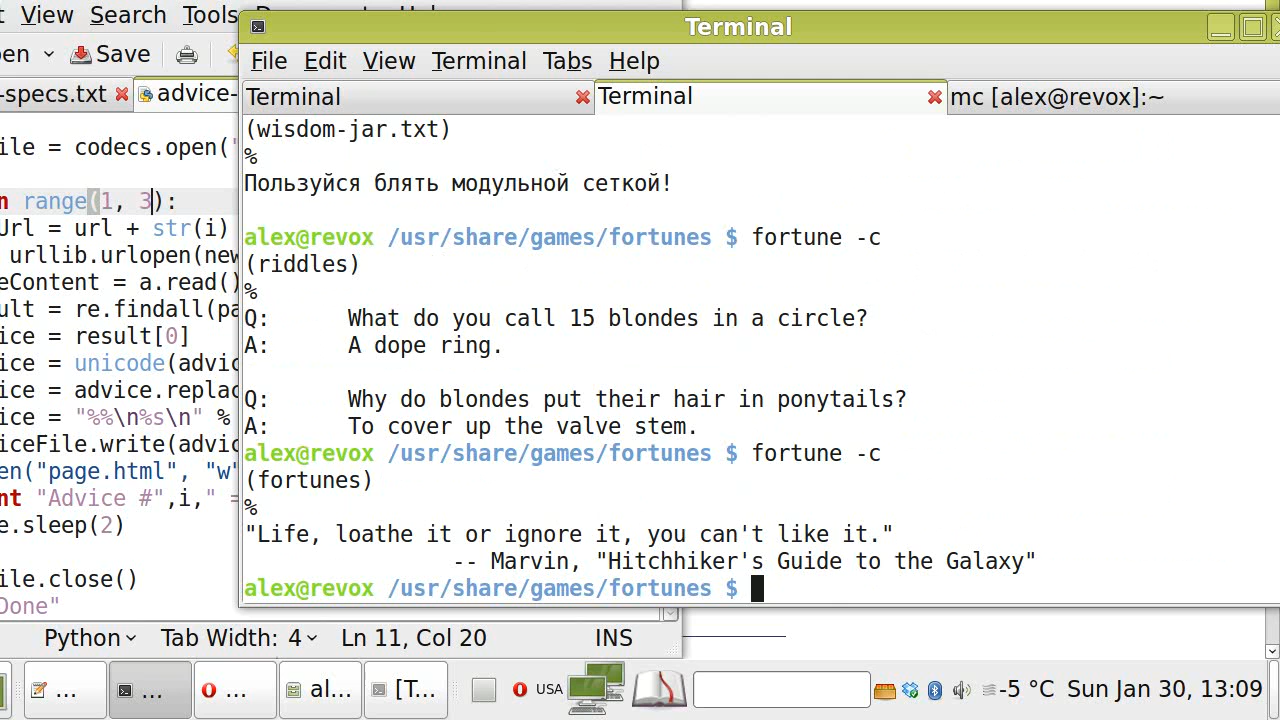 View Search Tools
Terminal
Save
File Edit View Terminal Tabs Help
-specs.txt
advice-
Terminal
Terminal
mc [alex@revox]:~
ile = codecs.open(
n range(1, 3):
Url = url + str(i)
urllib.urlopen(new
eContent = a.read()
ult = re.findall(pa
ice = result[0]
ice = unicode(advic
ice = advice.replac
ice = "%%\n%s\n" %
iceFile.write(advic
en("page.html", "w"
nt "Advice #",i," =
e.sleep(2)
ile.close()
Done"
(wisdom-jar.txt)
%
Пользуйся блять модульной сеткой!
alex@revox /usr/share/games/fortunes $ fortune -c
(riddles)
%
Q: What do you call 15 blondes in a circle?
A: A dope ring.
Q: Why do blondes put their hair in ponytails?
A: To cover up the valve stem.
alex@revox /usr/share/games/fortunes $ fortune -c
(fortunes)
%
"Life, loathe it or ignore it, you can't like it."
-- Marvin, "Hitchhiker's Guide to the Galaxy"
alex@revox /usr/share/games/fortunes $
Python Tab Width: 4 Ln 11, Col 20 INS
... ... ... al... [T... USA -5 °C Sun Jan 30, 13:09